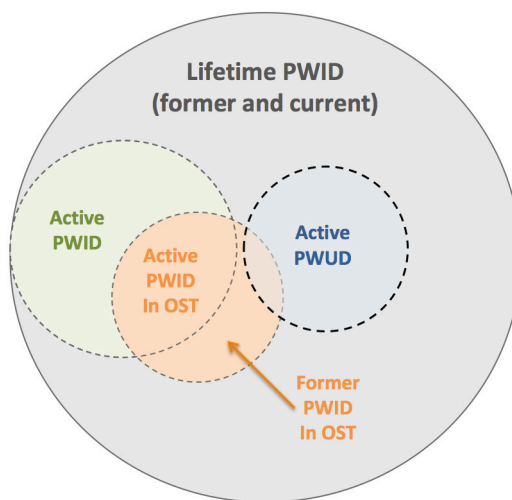 Lifetime PWID
(former and current)
Active
PWID
Active
PWID
In OST
Active
PWUD
Former
PWID
In OST